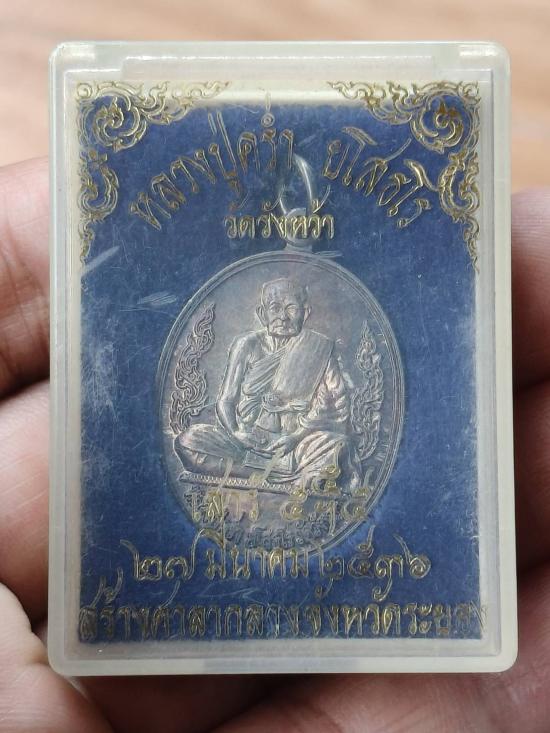 หลวงปู่คร่ำ ยโสธโร
วัดวังหว้า
เสาร์ ๕
๒๗ มีนาคม ๒๕๓๖
สร้างศาลากลางจังหวัดระยอง